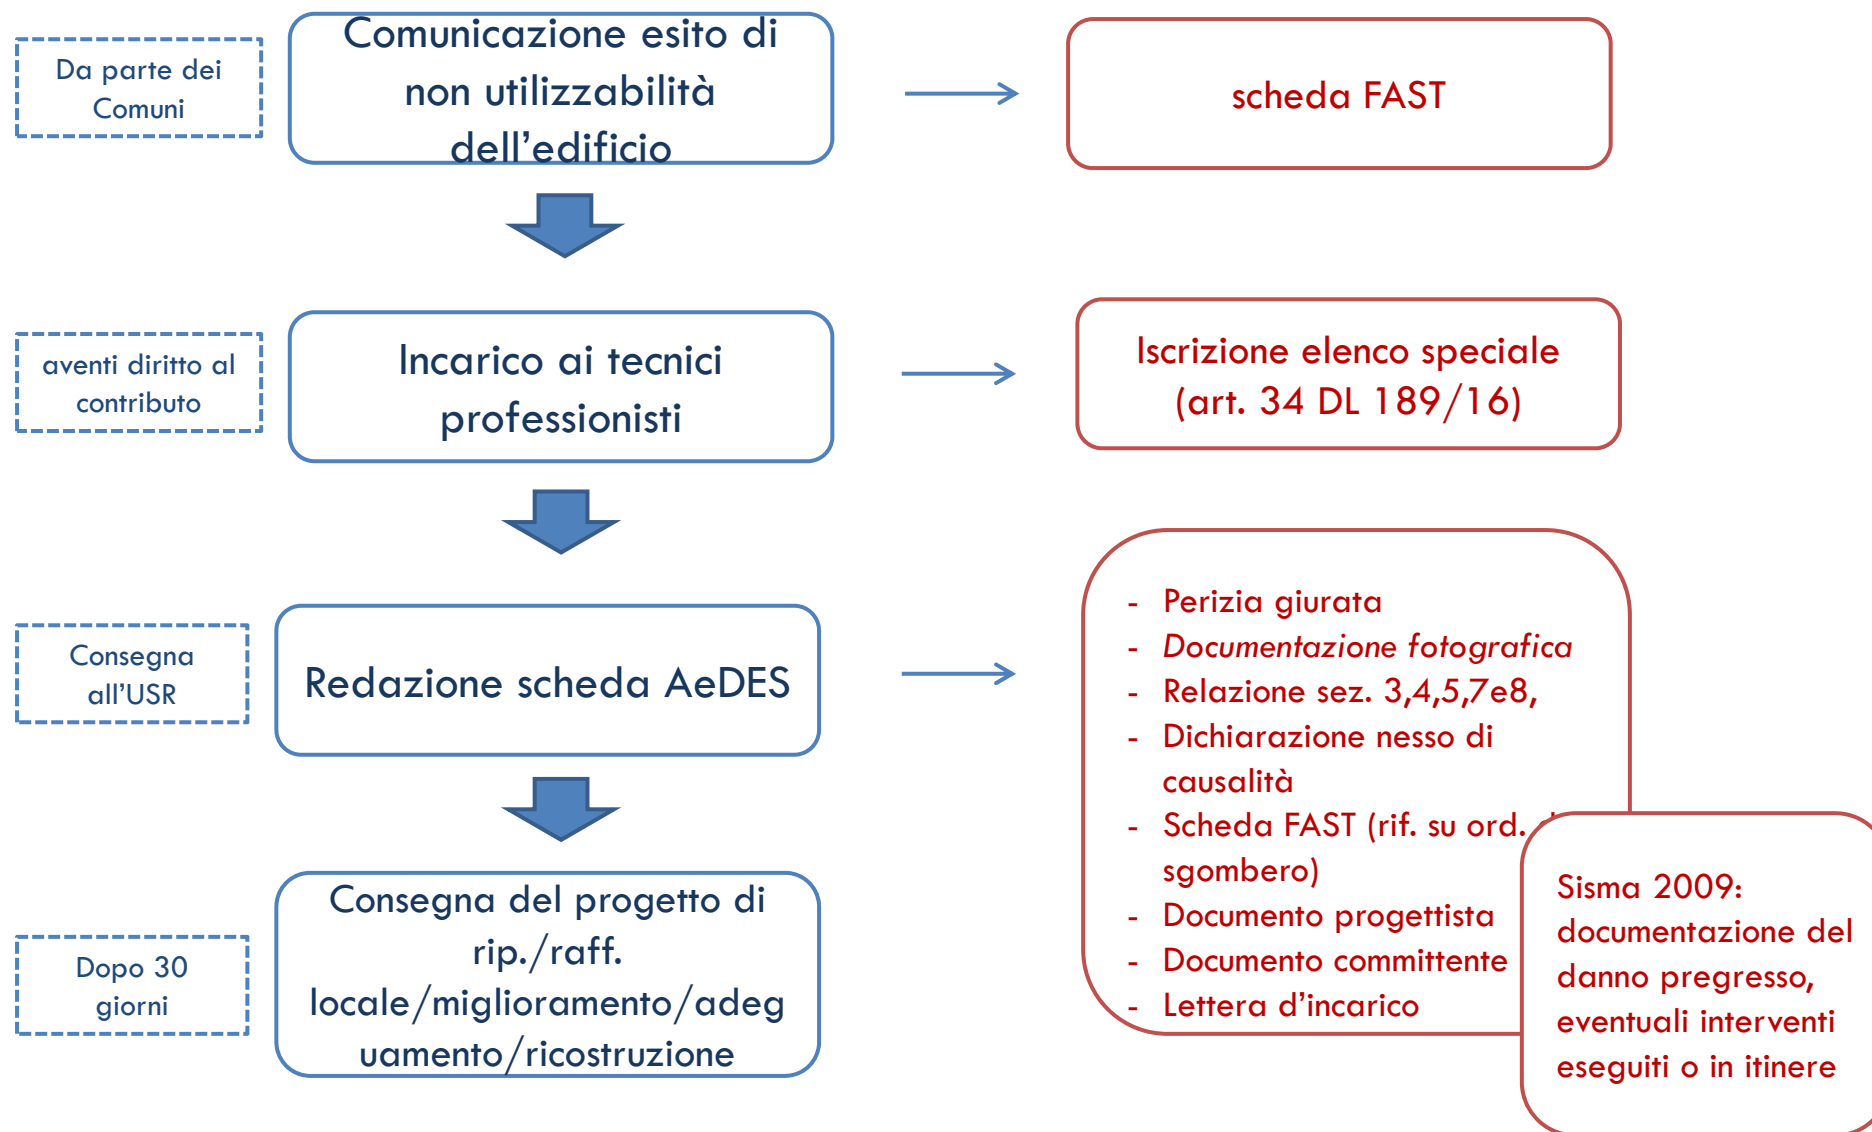 Da parte dei
Comuni
Comunicazione esito di
non utilizzabilità
dell’edificio
scheda FAST
aventi diritto al
contributo
Incarico ai tecnici
professionisti
Iscrizione elenco speciale
(art. 34 DL 189/16)
Consegna
all’USR
Redazione scheda AeDES
- Perizia giurata
- Documentazione fotografica
- Relazione sez. 3,4,5,7e8,
- Dichiarazione nesso di
causalità
- Scheda FAST (rif. su ord.
sgombero)
- Documento progettista
- Documento committente
- Lettera d’incarico
Dopo 30
giorni
Consegna del progetto di
rip./raff.
locale/miglioramento/adeg
uamento/ricostruzione
Sisma 2009:
documentazione del
danno pregresso,
eventuali interventi
eseguiti o in itinere